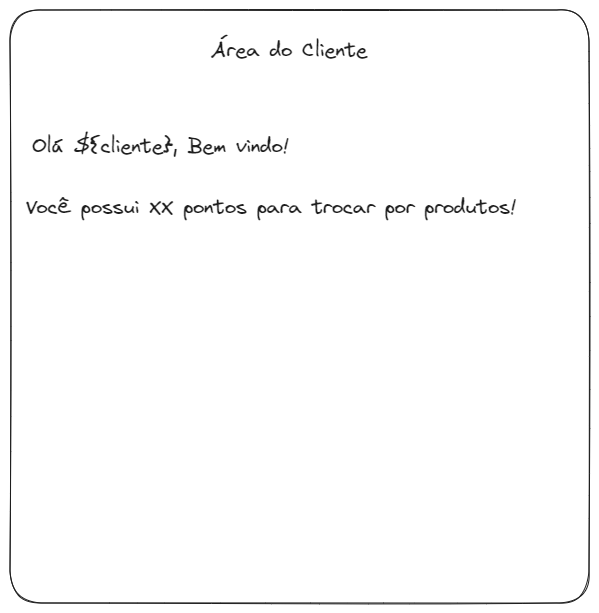 Área do Cliente
Olá ${cliente}, Bem vindo!
Você possui XX pontos para trocar por produtos!